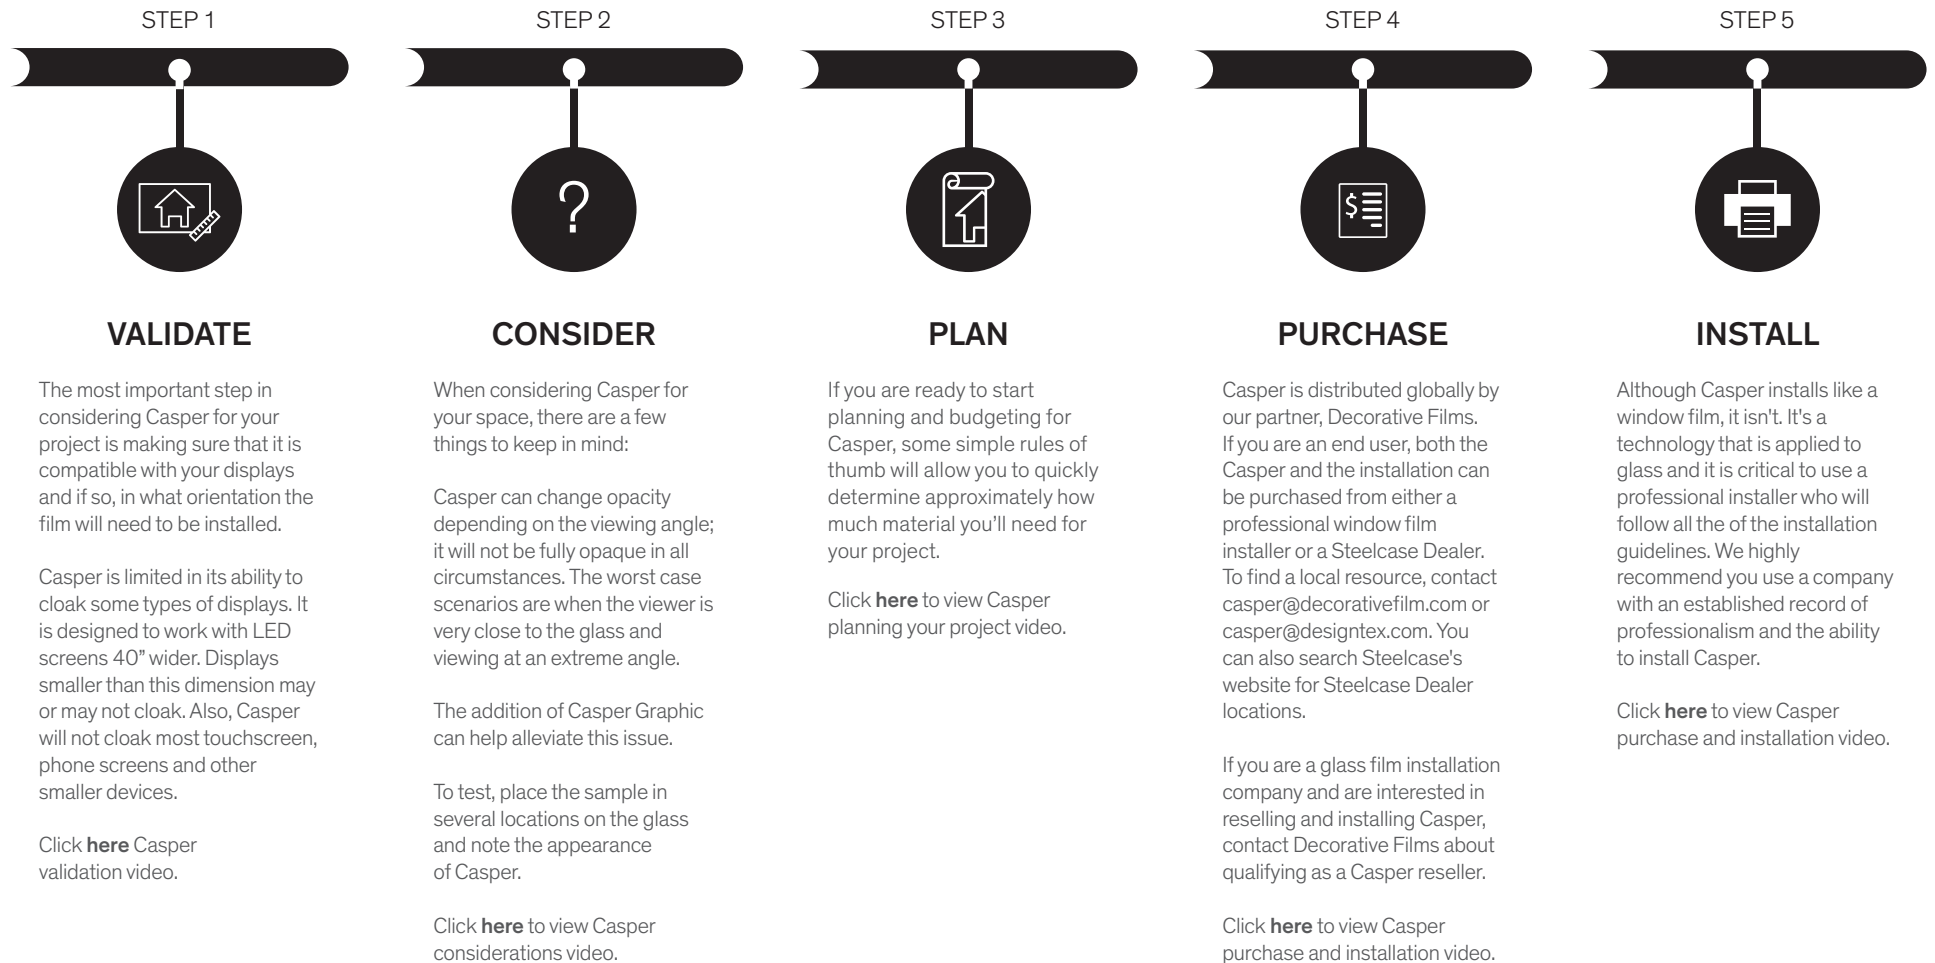 STEP 1
VALIDATE
The most important step in
considering Casper for your
project is making sure that it is
compatible with your displays
and if so, in what orientation the
film will need to be installed.
Casper is limited in its ability to
cloak some types of displays. It
is designed to work with LED
screens 40” wider. Displays
smaller than this dimension may
or may not cloak. Also, Casper
will not cloak most touchscreen,
phone screens and other
smaller devices.
Click here Casper
validation video.
STEP 2
?
CONSIDER
When considering Casper for
your space, there are a few
things to keep in mind:
Casper can change opacity
depending on the viewing angle;
it will not be fully opaque in all
circumstances. The worst case
scenarios are when the viewer is
very close to the glass and
viewing at an extreme angle.
The addition of Casper Graphic
can help alleviate this issue.
To test, place the sample in
several locations on the glass
and note the appearance
of Casper.
Click here to view Casper
considerations video.
STEP 3
PLAN
If you are ready to start
planning and budgeting for
Casper, some simple rules of
thumb will allow you to quickly
determine approximately how
much material you’ll need for
your project.
Click here to view Casper
planning your project video.
STEP 4
$
PURCHASE
Casper is distributed globally by
our partner, Decorative Films.
If you are an end user, both the
Casper and the installation can
be purchased from either a
professional window film
installer or a Steelcase Dealer.
To find a local resource, contact
casper@decorativefilm.com or
casper@designtex.com. You
can also search Steelcase's
website for Steelcase Dealer
locations.
If you are a glass film installation
company and are interested in
reselling and installing Casper,
contact Decorative Films about
qualifying as a Casper reseller.
Click here to view Casper
purchase and installation video.
STEP 5
INSTALL
Although Casper installs like a
window film, it isn't. It's a
technology that is applied to
glass and it is critical to use a
professional installer who will
follow all the of the installation
guidelines. We highly
recommend you use a company
with an established record of
professionalism and the ability
to install Casper.
Click here to view Casper
purchase and installation video.